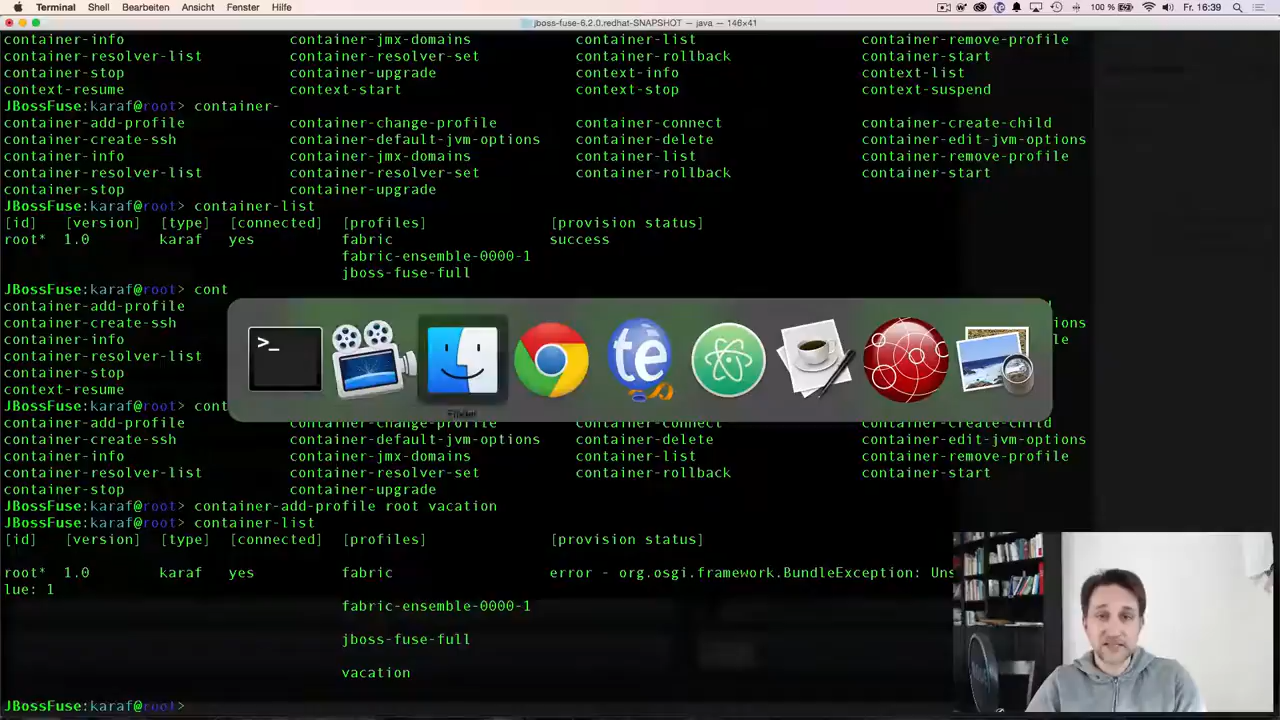 Terminal Shell Bearbeiten Ansicht Fenster Hilfe 100 % Fr. 16:39
jboss-fuse-6.2.0.redhat-SNAPSHOT — java — 146×41
container-info container-jmx-domains container-list container-remove-profile
container-resolver-list container-resolver-set container-rollback container-start
container-stop container-upgrade context-info context-list
context-resume context-start context-stop context-suspend
JBossFuse:karaf@root> container-
container-add-profile container-change-profile container-connect container-create-child
container-create-ssh container-default-jvm-options container-delete container-edit-jvm-options
container-info container-jmx-domains container-list container-remove-profile
container-resolver-list container-resolver-set container-rollback container-start
container-stop container-upgrade
JBossFuse:karaf@root> container-list
[id] [version] [type] [connected] [profiles] [provision status]
root* 1.0 karaf yes fabric success
fabric-ensemble-0000-1
jboss-fuse-full
JBossFuse:karaf@root> cont
container-add-profile
container-create-ssh
container-info
container-resolver-list
container-stop
context-resume
JBossFuse:karaf@root> cont
Finder
container-add-profile container-change-profile container-connect container-create-child
container-create-ssh container-default-jvm-options container-delete container-edit-jvm-options
container-info container-jmx-domains container-list container-remove-profile
container-resolver-list container-resolver-set container-rollback container-start
container-stop container-upgrade
JBossFuse:karaf@root> container-add-profile root vacation
JBossFuse:karaf@root> container-list
[id] [version] [type] [connected] [profiles] [provision status]
root* 1.0 karaf yes fabric error - org.osgi.framework.BundleException: Uns
lue: 1
fabric-ensemble-0000-1
jboss-fuse-full
vacation
JBossFuse:karaf@root>